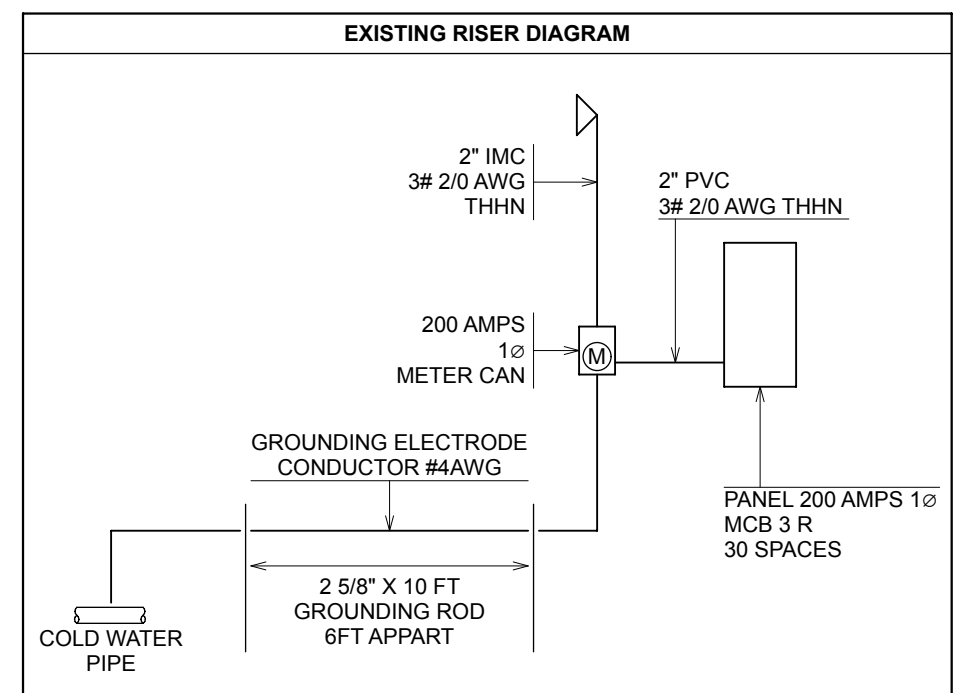 EXISTING RISER DIAGRAM
2" IMC
3# 2/0 AWG
THHN
2" PVC
3# 2/0 AWG THHN
200 AMPS
1∅
METER CAN
M
GROUNDING ELECTRODE
CONDUCTOR #4AWG
PANEL 200 AMPS 1∅
MCB 3 R
30 SPACES
2 5/8" X 10 FT
GROUNDING ROD
6FT APPART
COLD WATER
PIPE